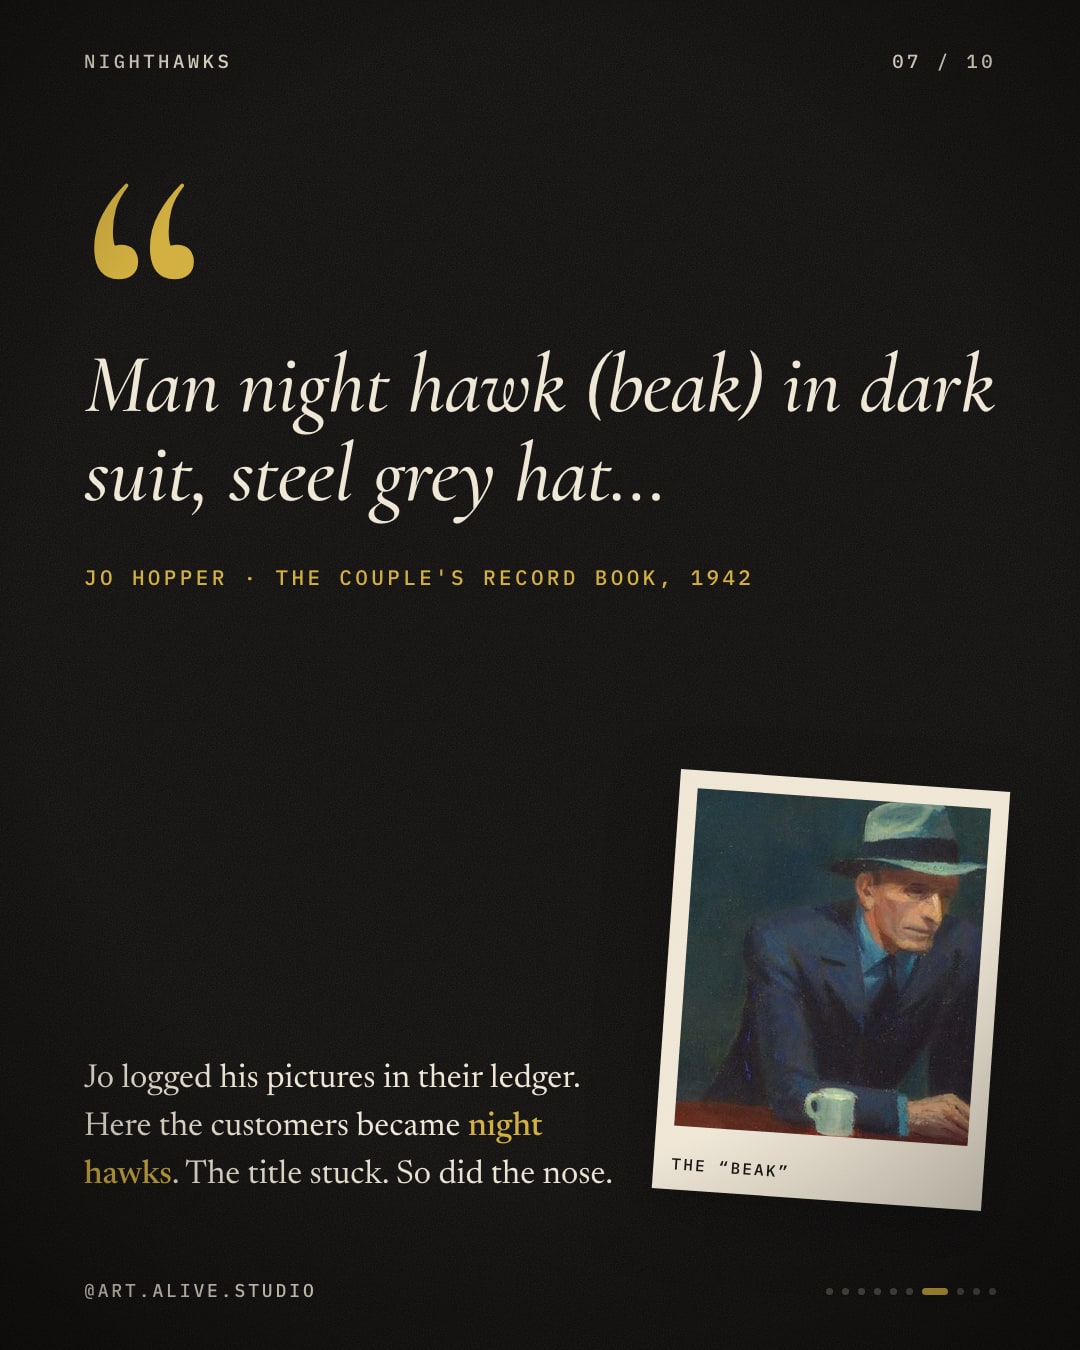 NIGHTHAWKS
07 / 10
“
Man night hawk (beak) in dark
suit, steel grey hat...
JO HOPPER · THE COUPLE'S RECORD BOOK, 1942
Jo logged his pictures in their ledger.
Here the customers became night
hawks. The title stuck. So did the nose.
THE “BEAK”
@ART.ALIVE.STUDIO